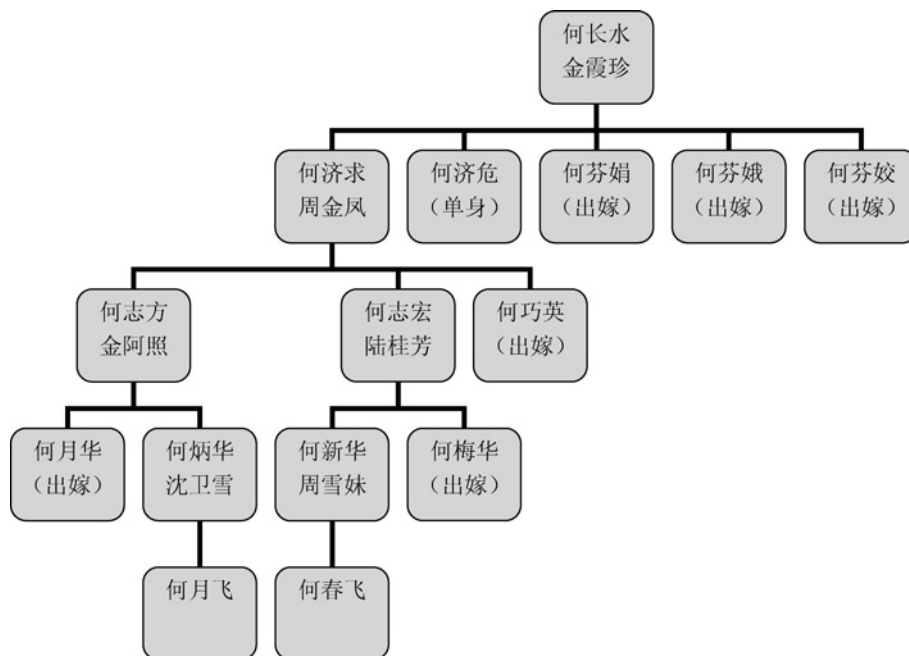 何长水
金霞珍
何济求
周金凤
何济危
（单身）
何芬娟
（出嫁）
何芬娥
（出嫁）
何芬姣
（出嫁）
何志方
金阿照
何志宏
陆桂芳
何巧英
（出嫁）
何月华
（出嫁）
何炳华
沈卫雪
何新华
周雪妹
何梅华
（出嫁）
何月飞
何春飞